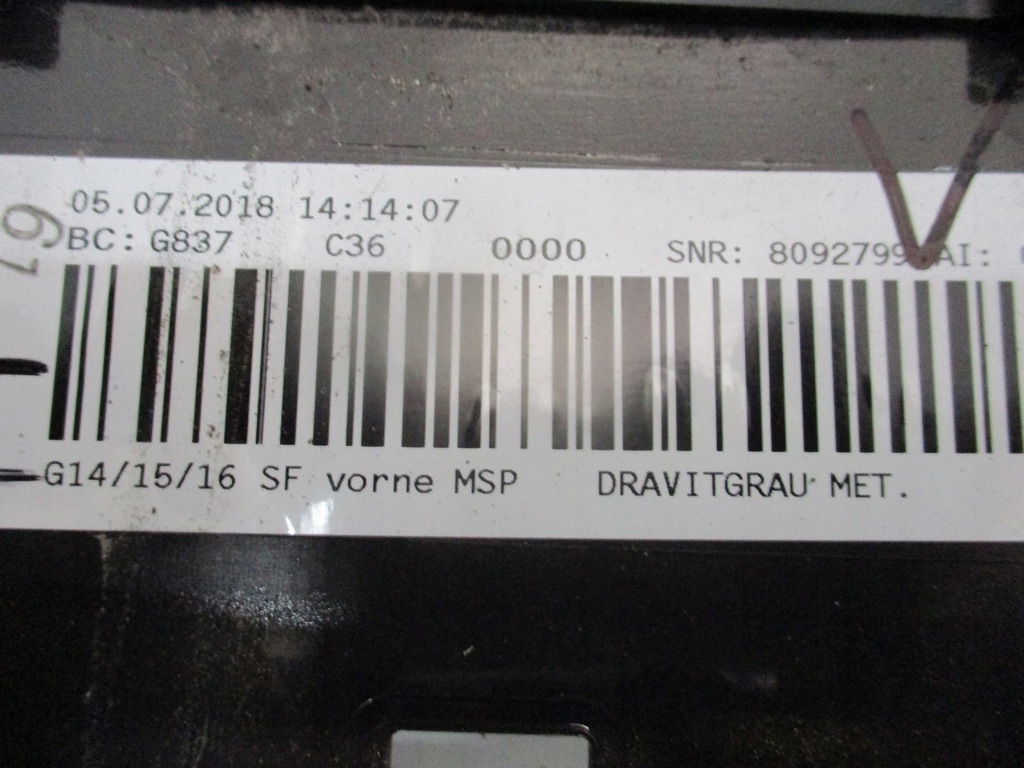 05.07.2018 14:14:07
BC: G837 C36 0000 SNR: 8092799 AI:
G14/15/16 SF vorne MSP DRAVITGRAU MET.